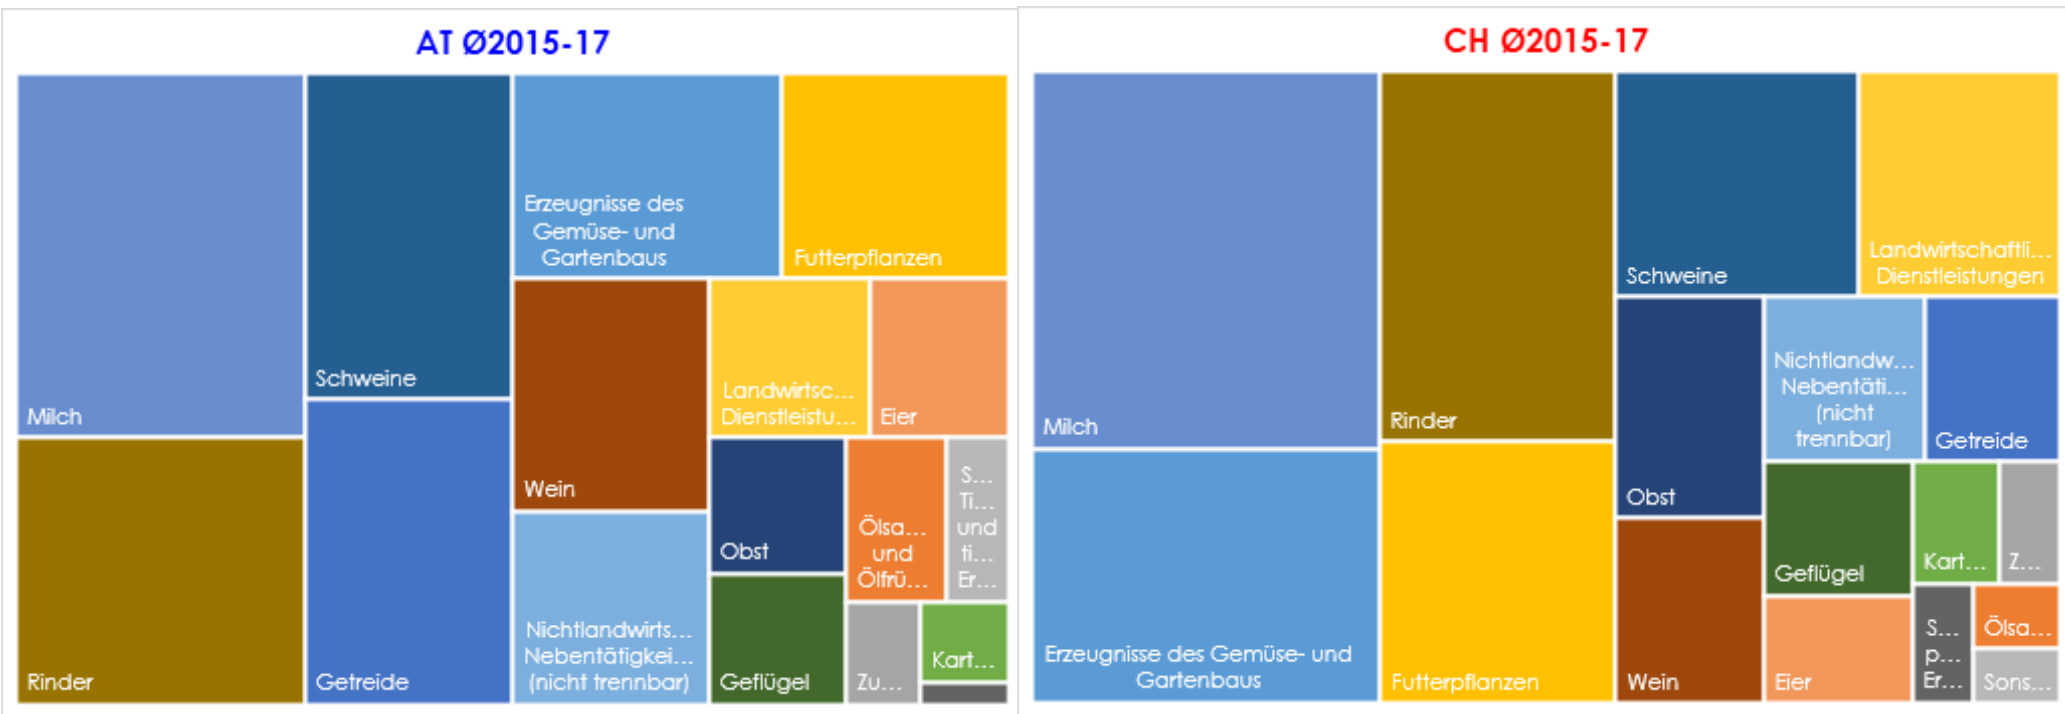 AT Ø2015-17
Milch
Rinder
Schweine
Getreide
Erzeugnisse des
Gemüse- und
Gartenbaus
Futterpflanzen
Wein
Nichtlandwirts...
Nebentätigkei...
(nicht trennbar)
Landwirtsc...
Dienstleistu...
Eier
Obst
Geflügel
Ölsa...
und
Ölfrü...
S...
Ti...
und
ti...
Er...
Zu...
Kart...
CH Ø2015-17
Milch
Erzeugnisse des Gemüse- und
Gartenbaus
Rinder
Futterpflanzen
Schweine
Landwirtschaftli...
Dienstleistungen
Obst
Wein
Nichtlandw...
Nebentäti...
(nicht
trennbar)
Getreide
Geflügel
Eier
Kart...
Z...
S...
p...
Er...
Ölsa...
Sons...